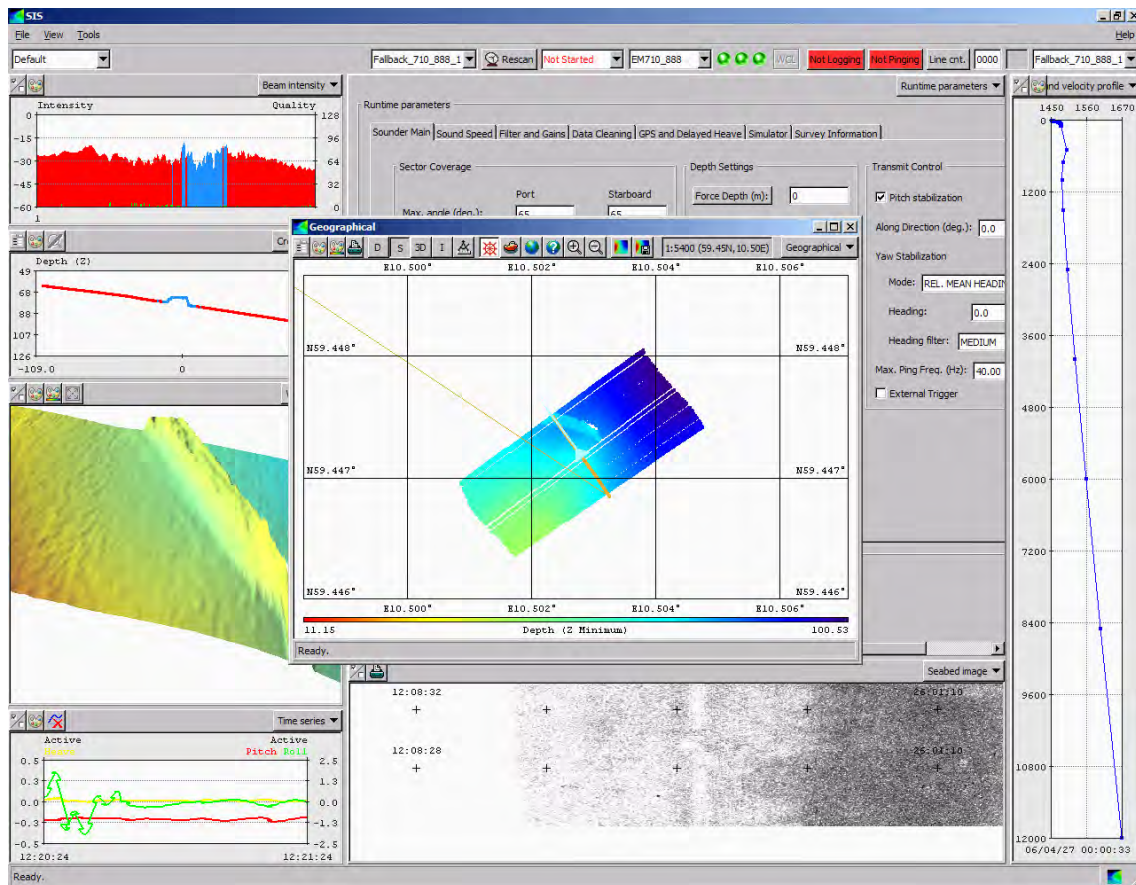 SIS
File View Tools Help
Default Fallback_710_888_1 Rescan Not Started EM710_888 WCL Not Logging Not Pinging Line cnt. 0000 Fallback_710_888_1
Beam intensity
Intensity Quality
0 128
-15 96
-30 64
-45 32
-60 0
1
Runtime parameters
Runtime parameters
Sounder Main Sound Speed Filter and Gains Data Cleaning GPS and Delayed Heave Simulator Survey Information
Sector Coverage
Port Starboard
Max. angle (deg.): 65 65
Depth Settings
Force Depth (m): 0
Transmit Control
Pitch stabilization
Along Direction (deg.): 0.0
Yaw Stabilization
Mode: REL. MEAN HEADIN
Heading: 0.0
Heading filter: MEDIUM
Max. Ping Freq. (Hz): 40.00
External Trigger
Cro
Depth (Z)
49
68
88
107
126
-109.0 0
Geographical
D S 3D I 1:5400 (59.45N,10.50E) Geographical
E10.500° E10.502° E10.504° E10.506°
N59.448° N59.448°
N59.447° N59.447°
N59.446° N59.446°
E10.500° E10.502° E10.504° E10.506°
11.15 Depth (Z Minimum) 100.53
Ready.
Time series
Active Active
Pitch Roll
0.5 2.5
0.3 1.3
0.0 0.0
-0.3 -1.3
-0.5 -2.5
12:20:24 12:21:24
Seabed image
12:08:32 26:01:10
12:08:28
nd velocity profile
1450 1560 1670
0
1200
2400
3600
4800
6000
7200
8400
9600
10800
12000
06/04/27 00:00:33
Ready.